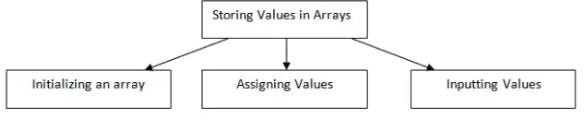 Storing Values in Arrays
Initializing an array
Assigning Values
Inputting Values